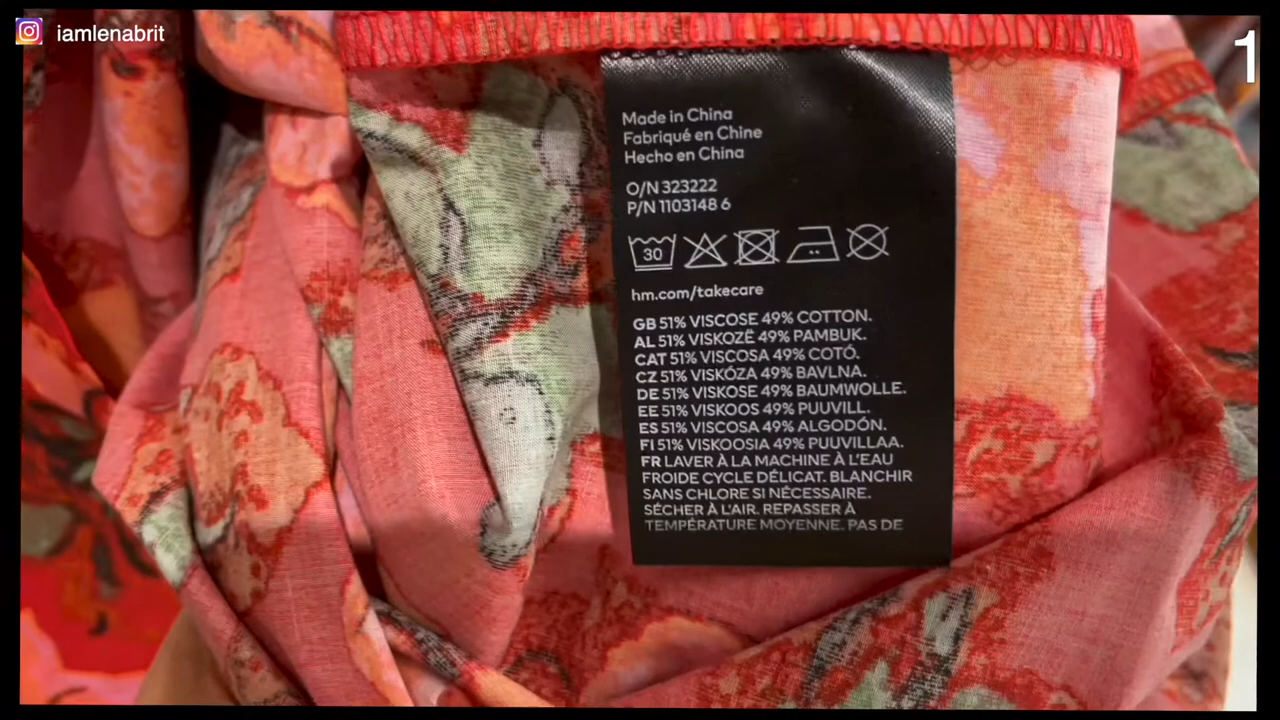 iamlenabrit
1
Made in China
Fabriqué en Chine
Hecho en China
O/N 323222
P/N 1103148 6
30
hm.com/takecare
GB 51% VISCOSE 49% COTTON.
AL 51% VISKOZË 49% PAMBUK.
CAT 51% VISCOSA 49% COTÓ.
CZ 51% VISKÓZA 49% BAVLNA.
DE 51% VISKOSE 49% BAUMWOLLE.
EE 51% VISKOOS 49% PUUVILL.
ES 51% VISCOSA 49% ALGODÓN.
FI 51% VISKOOSIA 49% PUUVILLAA.
FR LAVER À LA MACHINE À L'EAU
FROIDE CYCLE DÉLICAT. BLANCHIR
SANS CHLORE SI NÉCESSAIRE.
SÉCHER À L'AIR. REPASSER À
TEMPÉRATURE MOYENNE. PAS DE